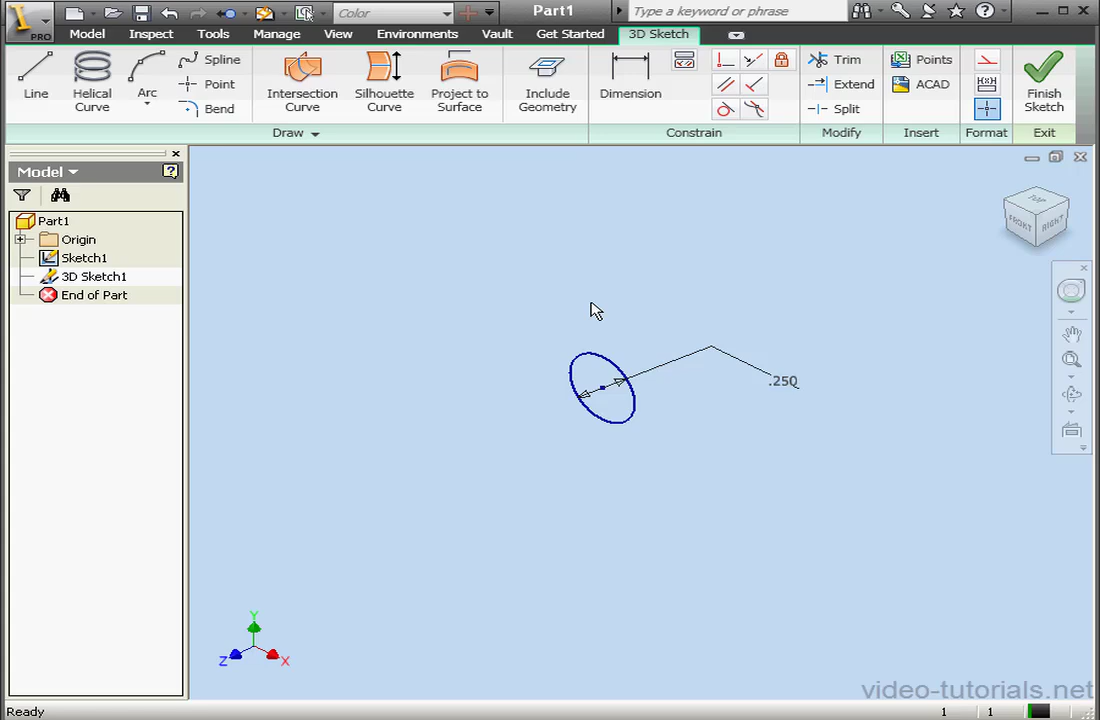 Color
Part1
Type a keyword or phrase
PRO
Model Inspect Tools Manage View Environments Vault Get Started 3D Sketch
Line
Helical Curve
Arc
Spline
Point
Bend
Intersection Curve
Silhouette Curve
Project to Surface
Include Geometry
Dimension
Trim
Extend
Split
Points
ACAD
Finish Sketch
Draw Constrain Modify Insert Format Exit
Model
Part1
Origin
Sketch1
3D Sketch1
End of Part
TOP
FRONT
RIGHT
.250
Y
Z
X
video-tutorials.net
Ready 1 1